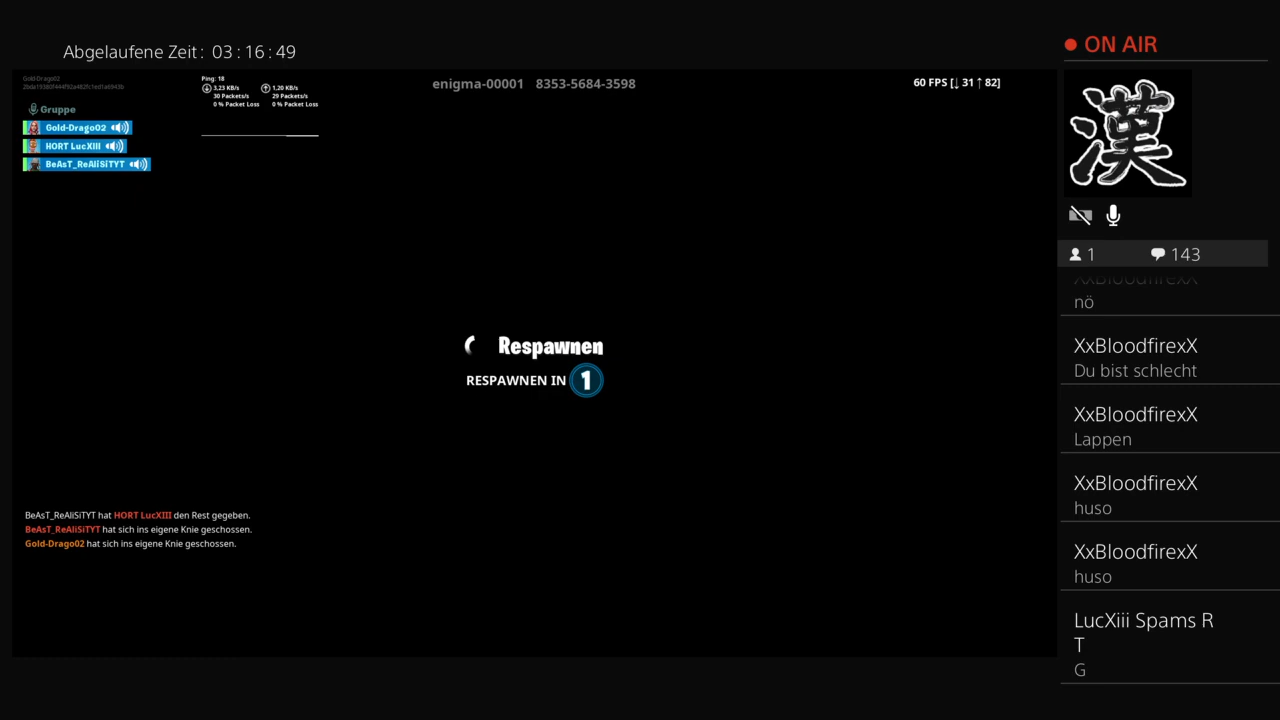 Abgelaufene Zeit: 03:16:49
ON AIR
Gold-Drago02
Ping: 18
3,23 KB/s 1,20 KB/s
30 Packets/s 29 Packets/s
0 % Packet Loss 0 % Packet Loss
enigma-00001 8353-5684-3598
60 FPS [↓ 31 ↑ 82]
Gruppe
Gold-Drago02
HORT LucXIII
BeAsT_ReAliSiTYT
漢
1 143
XxBloodfirexX
nö
XxBloodfirexX
Du bist schlecht
XxBloodfirexX
Lappen
XxBloodfirexX
huso
XxBloodfirexX
huso
LucXiii Spams R
T
G
Respawnen
RESPAWNEN IN 1
BeAsT_ReAliSiTYT hat HORT LucXIII den Rest gegeben.
BeAsT_ReAliSiTYT hat sich ins eigene Knie geschossen.
Gold-Drago02 hat sich ins eigene Knie geschossen.